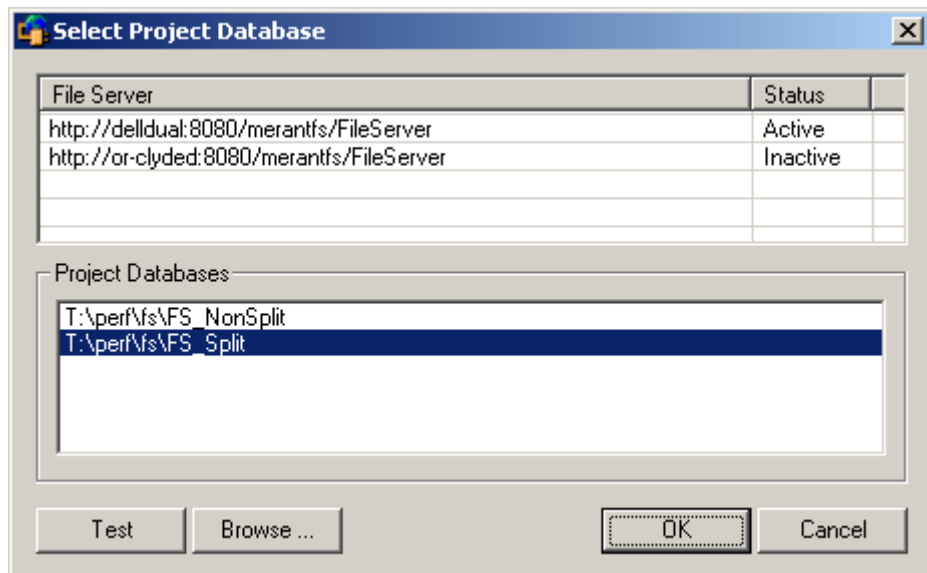 Select Project Database
File Server Status
http://delldual:8080/merantfs/FileServer Active
http://or-clyded:8080/merantfs/FileServer Inactive
Project Databases
T:\perf\fs\FS_NonSplit
T:\perf\fs\FS_Split
Test Browse ... OK Cancel